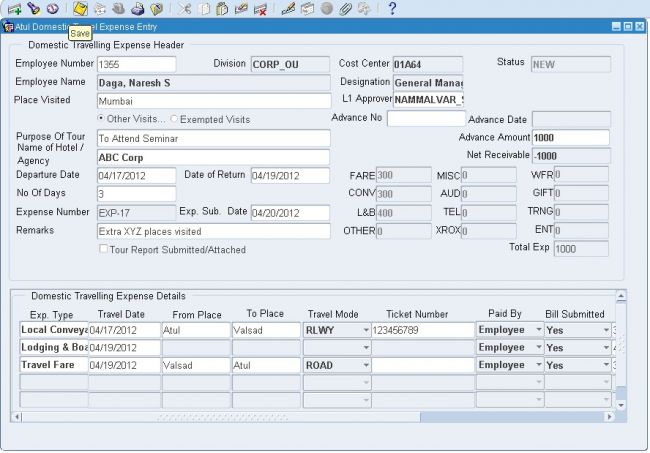 Save
Atul Domestic Travel Expense Entry
Domestic Travelling Expense Header
Employee Number 1355 Division CORP_OU Cost Center 01A64 Status NEW
Employee Name Daga, Naresh S Designation General Manag
Place Visited Mumbai L1 Approver NAMMALVAR_S
Other Visits... Exempted Visits Advance No Advance Date
Purpose Of Tour To Attend Seminar Advance Amount 1000
Name of Hotel / Agency ABC Corp Net Receivable -1000
Departure Date 04/17/2012 Date of Return 04/19/2012 FARE 300 MISC 0 WFR 0
No Of Days 3 CONV 300 AUD 0 GIFT 0
Expense Number EXP-17 Exp. Sub. Date 04/20/2012 L&B 400 TEL 0 TRNG 0
Remarks Extra XYZ places visited OTHER 0 XROX 0 ENT 0
Tour Report Submitted/Attached Total Exp 1000
Domestic Travelling Expense Details
Exp. Type Travel Date From Place To Place Travel Mode Ticket Number Paid By Bill Submitted
Local Conveya 04/17/2012 Atul Valsad RLWY 123456789 Employee Yes 3
Lodging & Boa 04/19/2012 Employee Yes 4
Travel Fare 04/19/2012 Valsad Atul ROAD Employee Yes 3